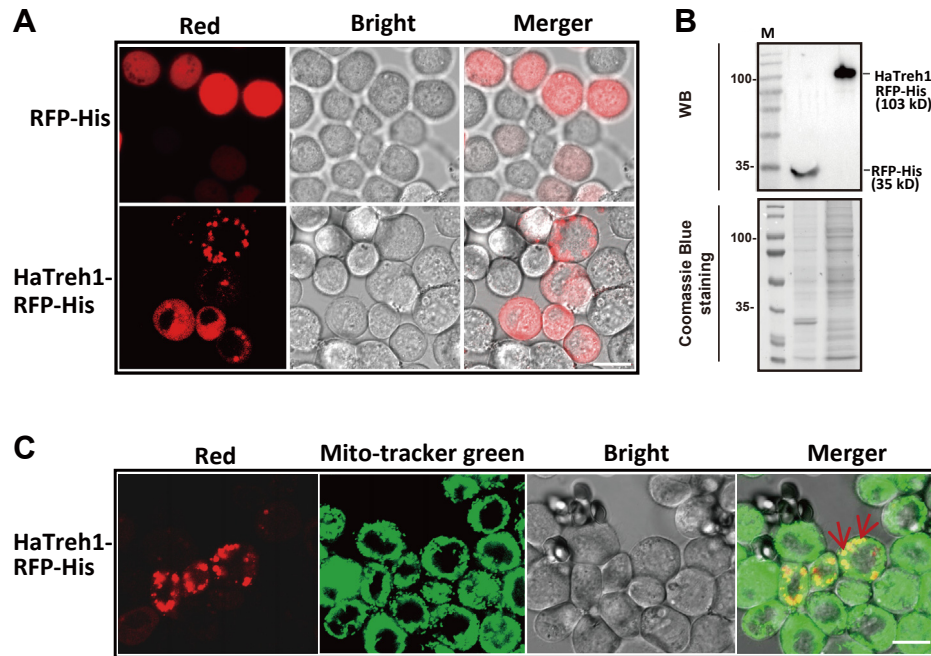 A
Red
Bright
Merger
RFP-His
HaTreh1-
RFP-His
B
M
WB
100-
35-
HaTreh1
RFP-His
(103 kD)
RFP-His
(35 kD)
Coomassie Blue
staining
100-
35-
C
Red
Mito-tracker green
Bright
Merger
HaTreh1-
RFP-His